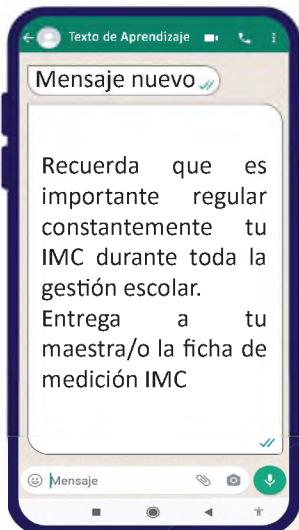 Texto de Aprendizaje
Mensaje nuevo
Recuerda que es
importante regular
constantemente tu
IMC durante toda la
gestión escolar.
Entrega a tu
maestra/o la ficha de
medición IMC
Mensaje